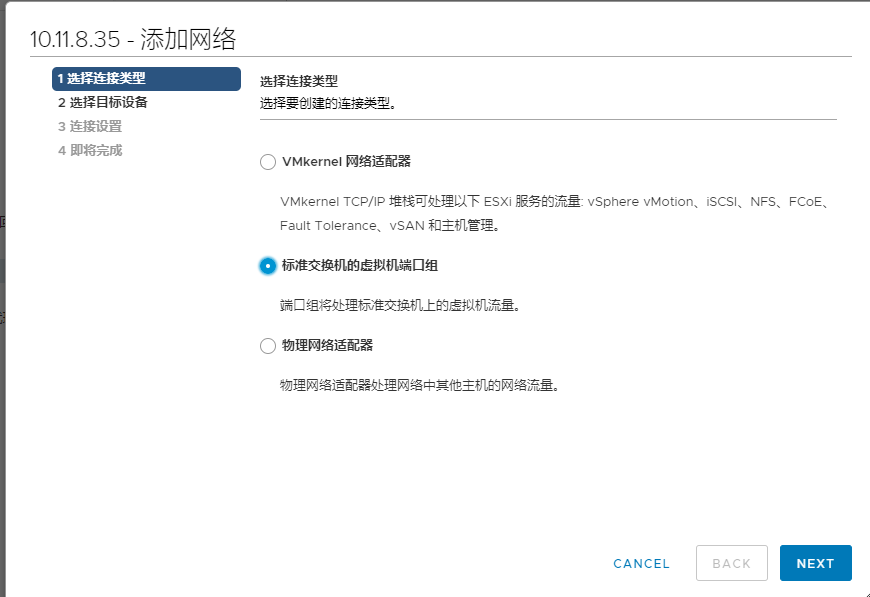 10.11.8.35 - 添加网络
1 选择连接类型
2 选择目标设备
3 连接设置
4 即将完成
选择连接类型
选择要创建的连接类型。
VMkernel 网络适配器
VMkernel TCP/IP 堆栈可处理以下 ESXi 服务的流量: vSphere vMotion、iSCSI、NFS、FCoE、
Fault Tolerance、vSAN 和主机管理。
标准交换机的虚拟机端口组
端口组将处理标准交换机上的虚拟机流量。
物理网络适配器
物理网络适配器处理网络中其他主机的网络流量。
CANCEL
BACK
NEXT